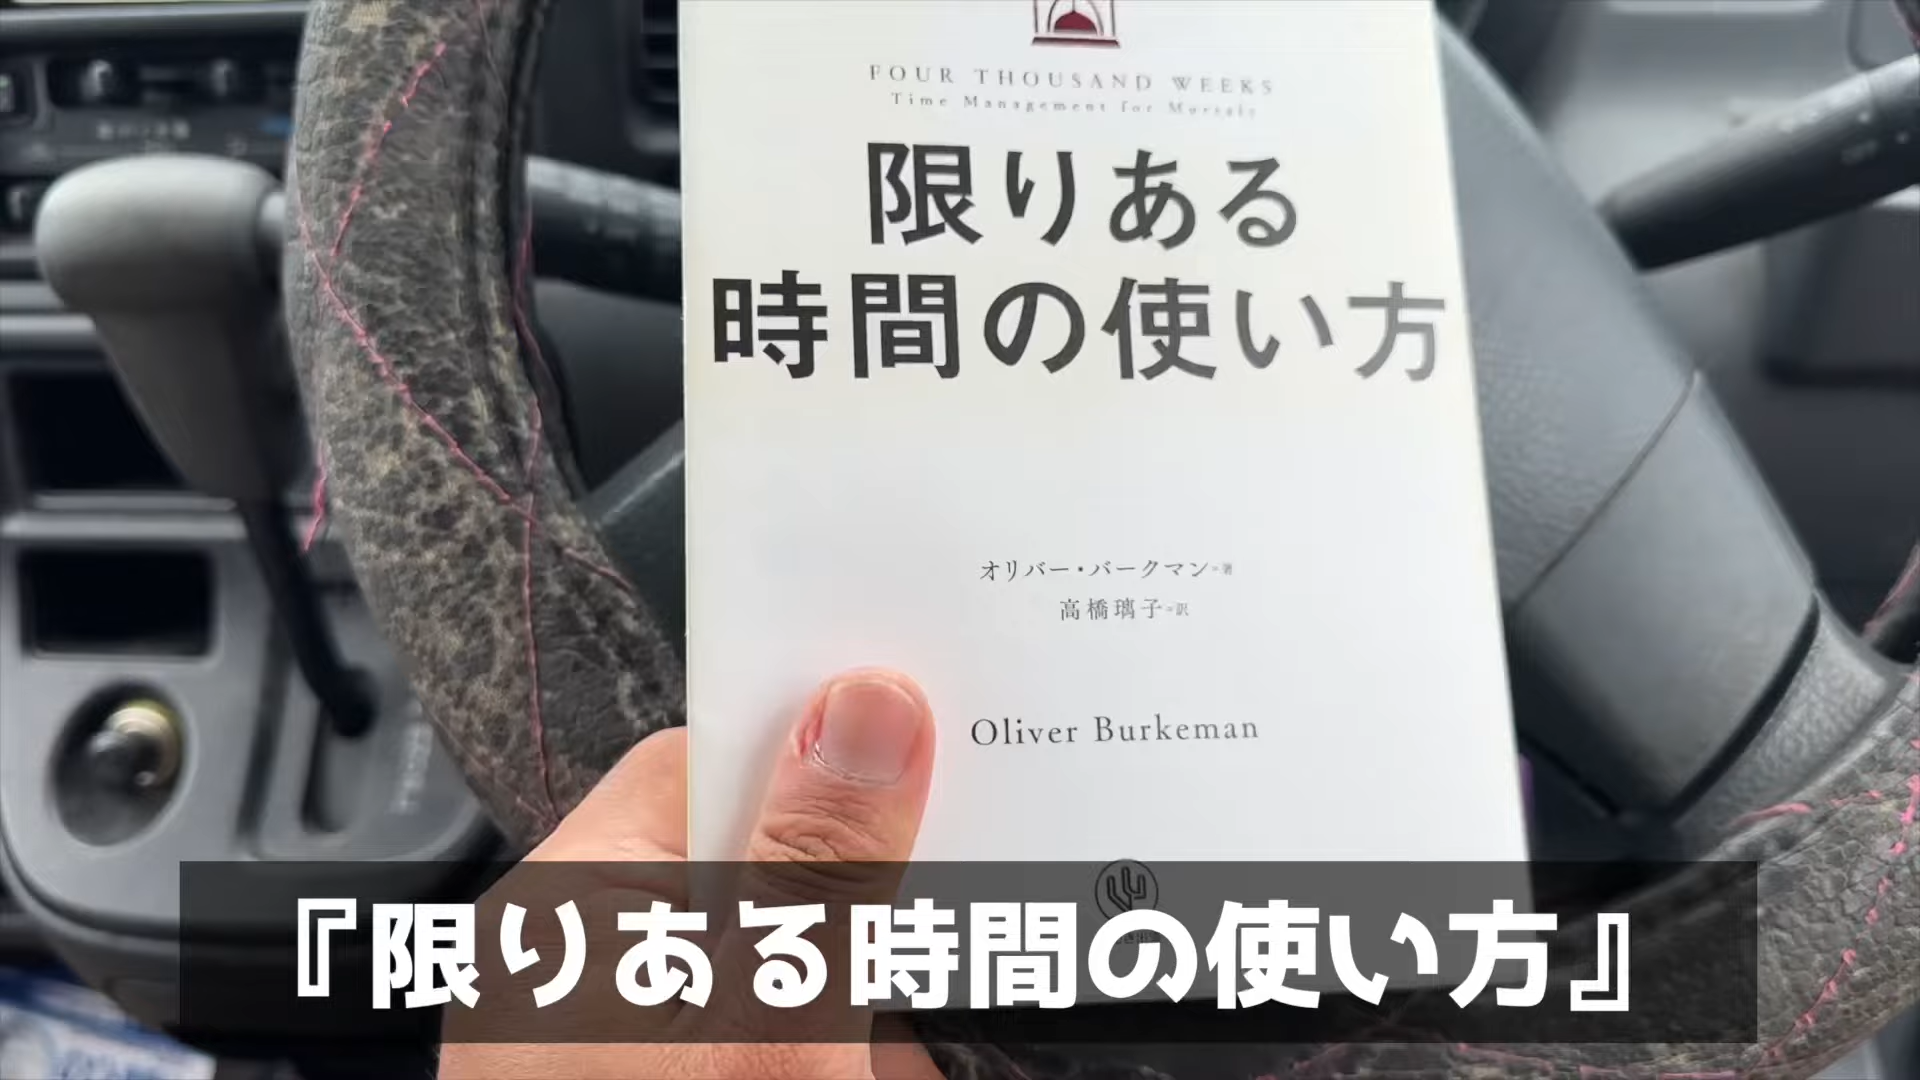 FOUR THOUSAND WEEKS
Time Management for Mortals
限りある
時間の使い方
オリバー・バークマン=著
高橋璃子=訳
Oliver Burkeman
『限りある時間の使い方』